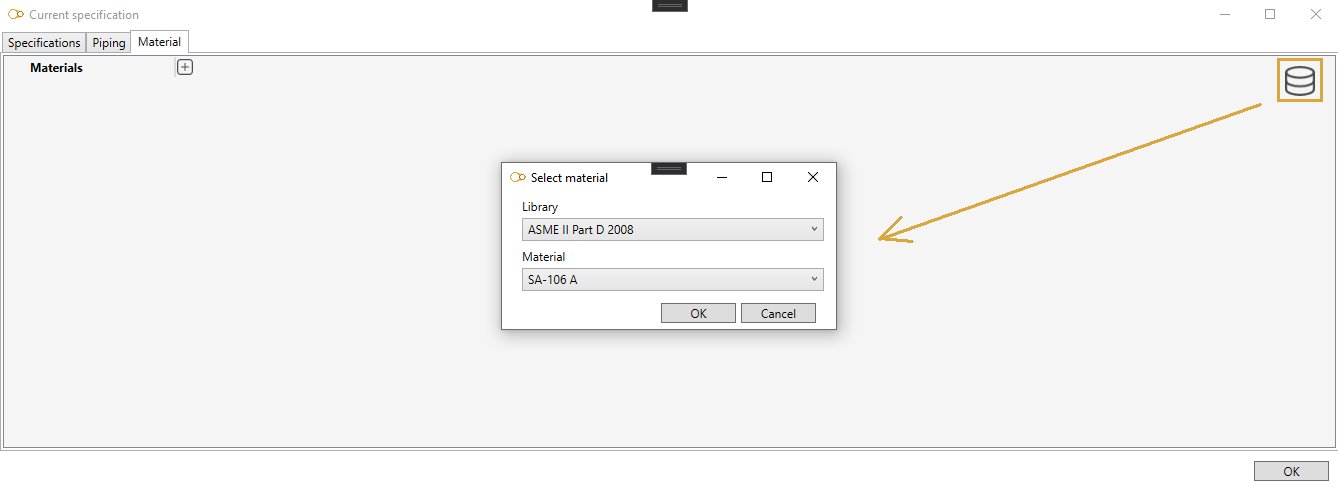 Current specification
Specifications Piping Material
Materials
Select material
Library
ASME II Part D 2008
Material
SA-106 A
OK Cancel
OK